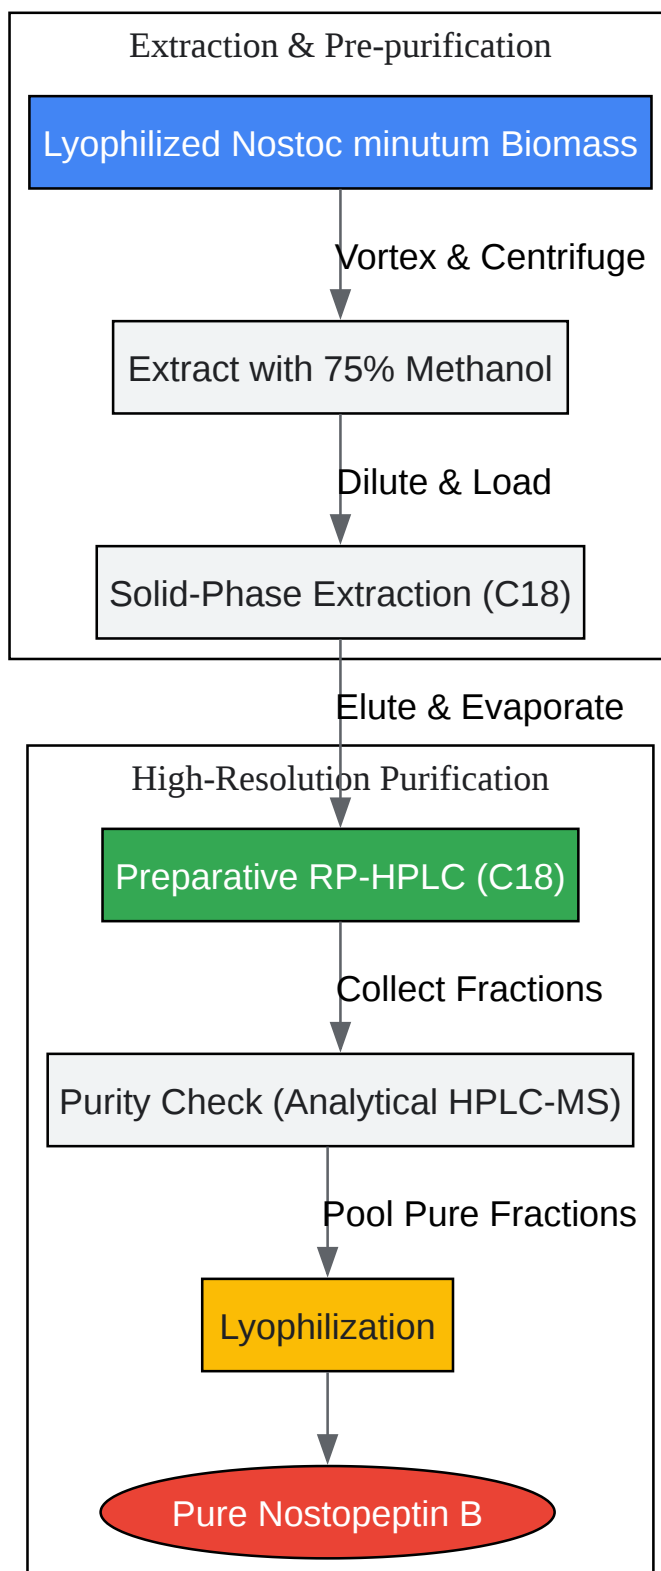 Extraction & Pre-purification
Lyophilized Nostoc minutum Biomass
Vortex & Centrifuge
Extract with 75% Methanol
Dilute & Load
Solid-Phase Extraction (C18)
Elute & Evaporate
High-Resolution Purification
Preparative RP-HPLC (C18)
Collect Fractions
Purity Check (Analytical HPLC-MS)
Pool Pure Fractions
Lyophilization
Pure Nostopeptin B